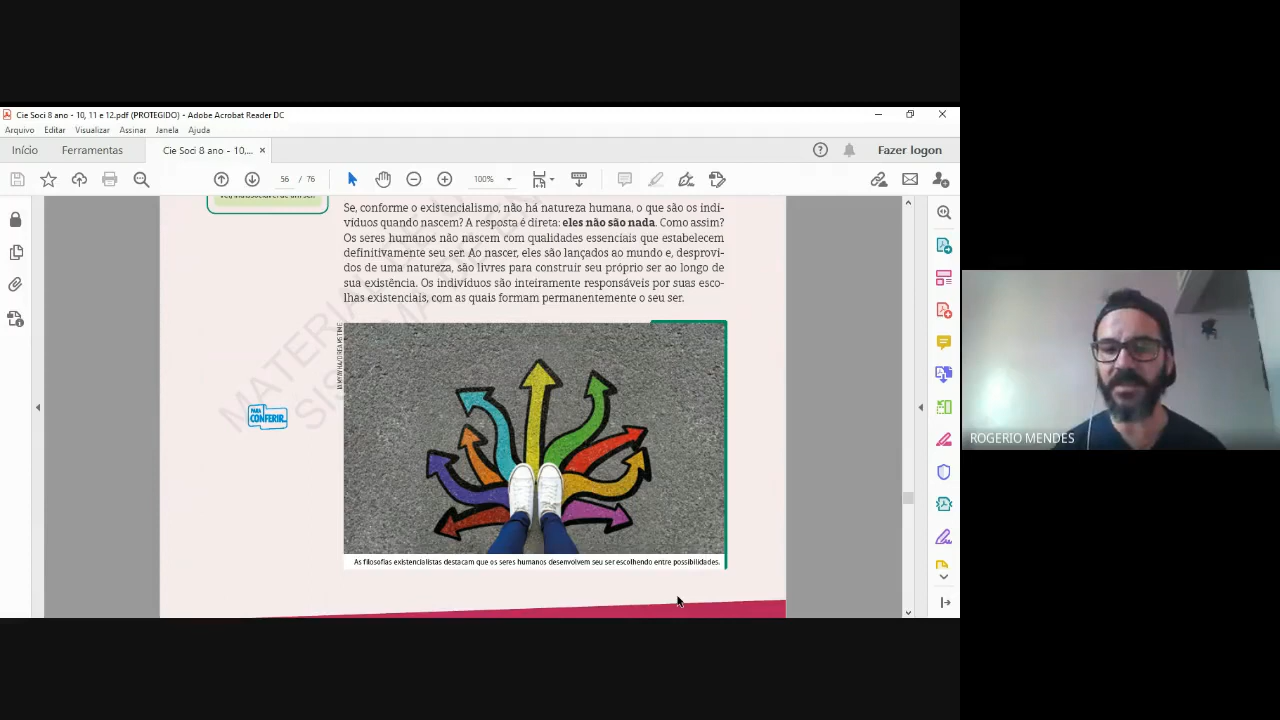 Cie Soci 8 ano - 10, 11 e 12.pdf (PROTEGIDO) - Adobe Acrobat Reader DC
Arquivo Editar Visualizar Assinar Janela Ajuda
Início Ferramentas Cie Soci 8 ano - 10,... × Fazer logon
56 / 76 100%
Se, conforme o existencialismo, não há natureza humana, o que são os indi-
víduos quando nascem? A resposta é direta: eles não são nada. Como assim?
Os seres humanos não nascem com qualidades essenciais que estabelecem
definitivamente seu ser. Ao nascer, eles são lançados ao mundo e, desprovi-
dos de uma natureza, são livres para construir seu próprio ser ao longo de
sua existência. Os indivíduos são inteiramente responsáveis por suas esco-
lhas existenciais, com as quais formam permanentemente o seu ser.
PARA
CONFERIR...
As filosofias existencialistas destacam que os seres humanos desenvolvem seu ser escolhendo entre possibilidades.
MATERIAL
ROGERIO MENDES